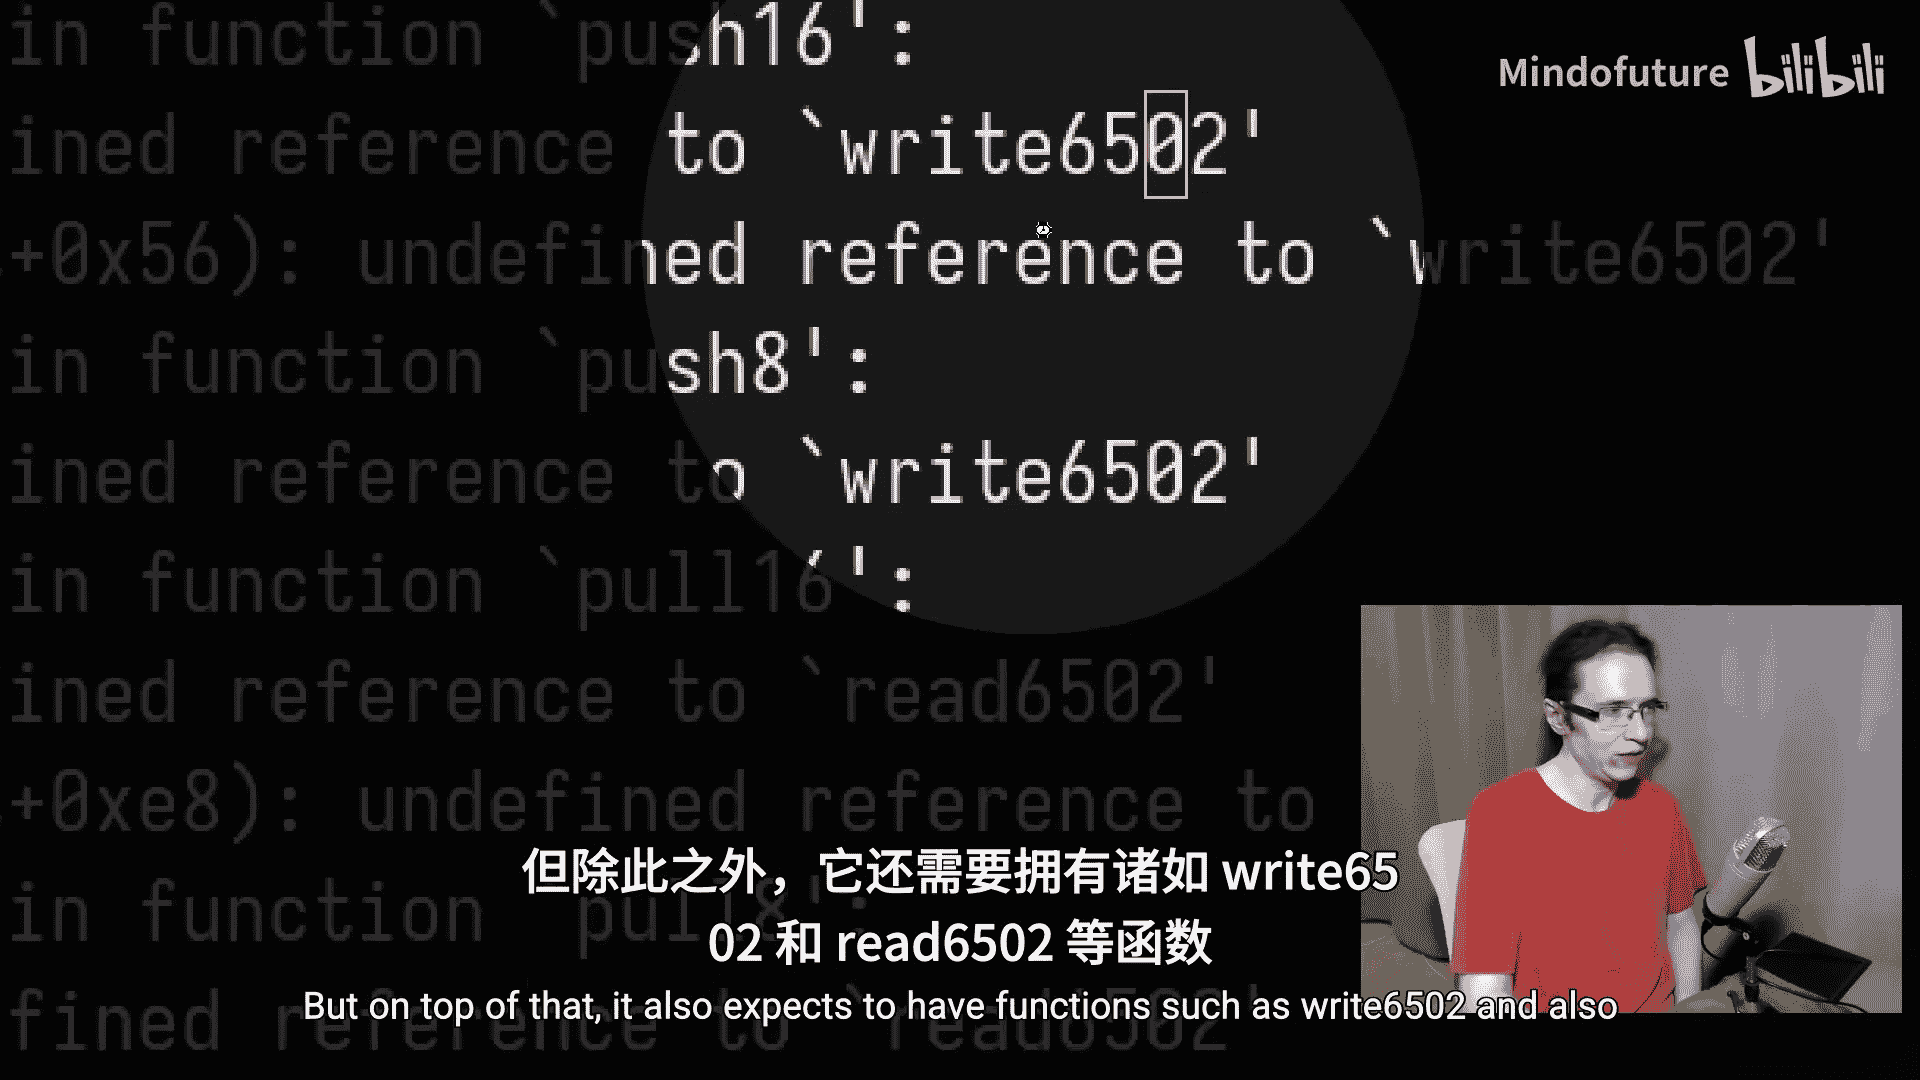 in function `push16':
Mindofuture bilibili
ined reference to `write6502'
+0x56): undefined reference to `write6502'
in function `push8':
ined reference to `write6502'
in function `pull16':
ined reference to `read6502'
+0xe8): undefined reference to
但除此之外，它还需要拥有诸如 write65
in function `pull8':
02 和 read6502 等函数
But on top of that, it also expects to have functions such as write6502 and also
fined reference to `read6502'